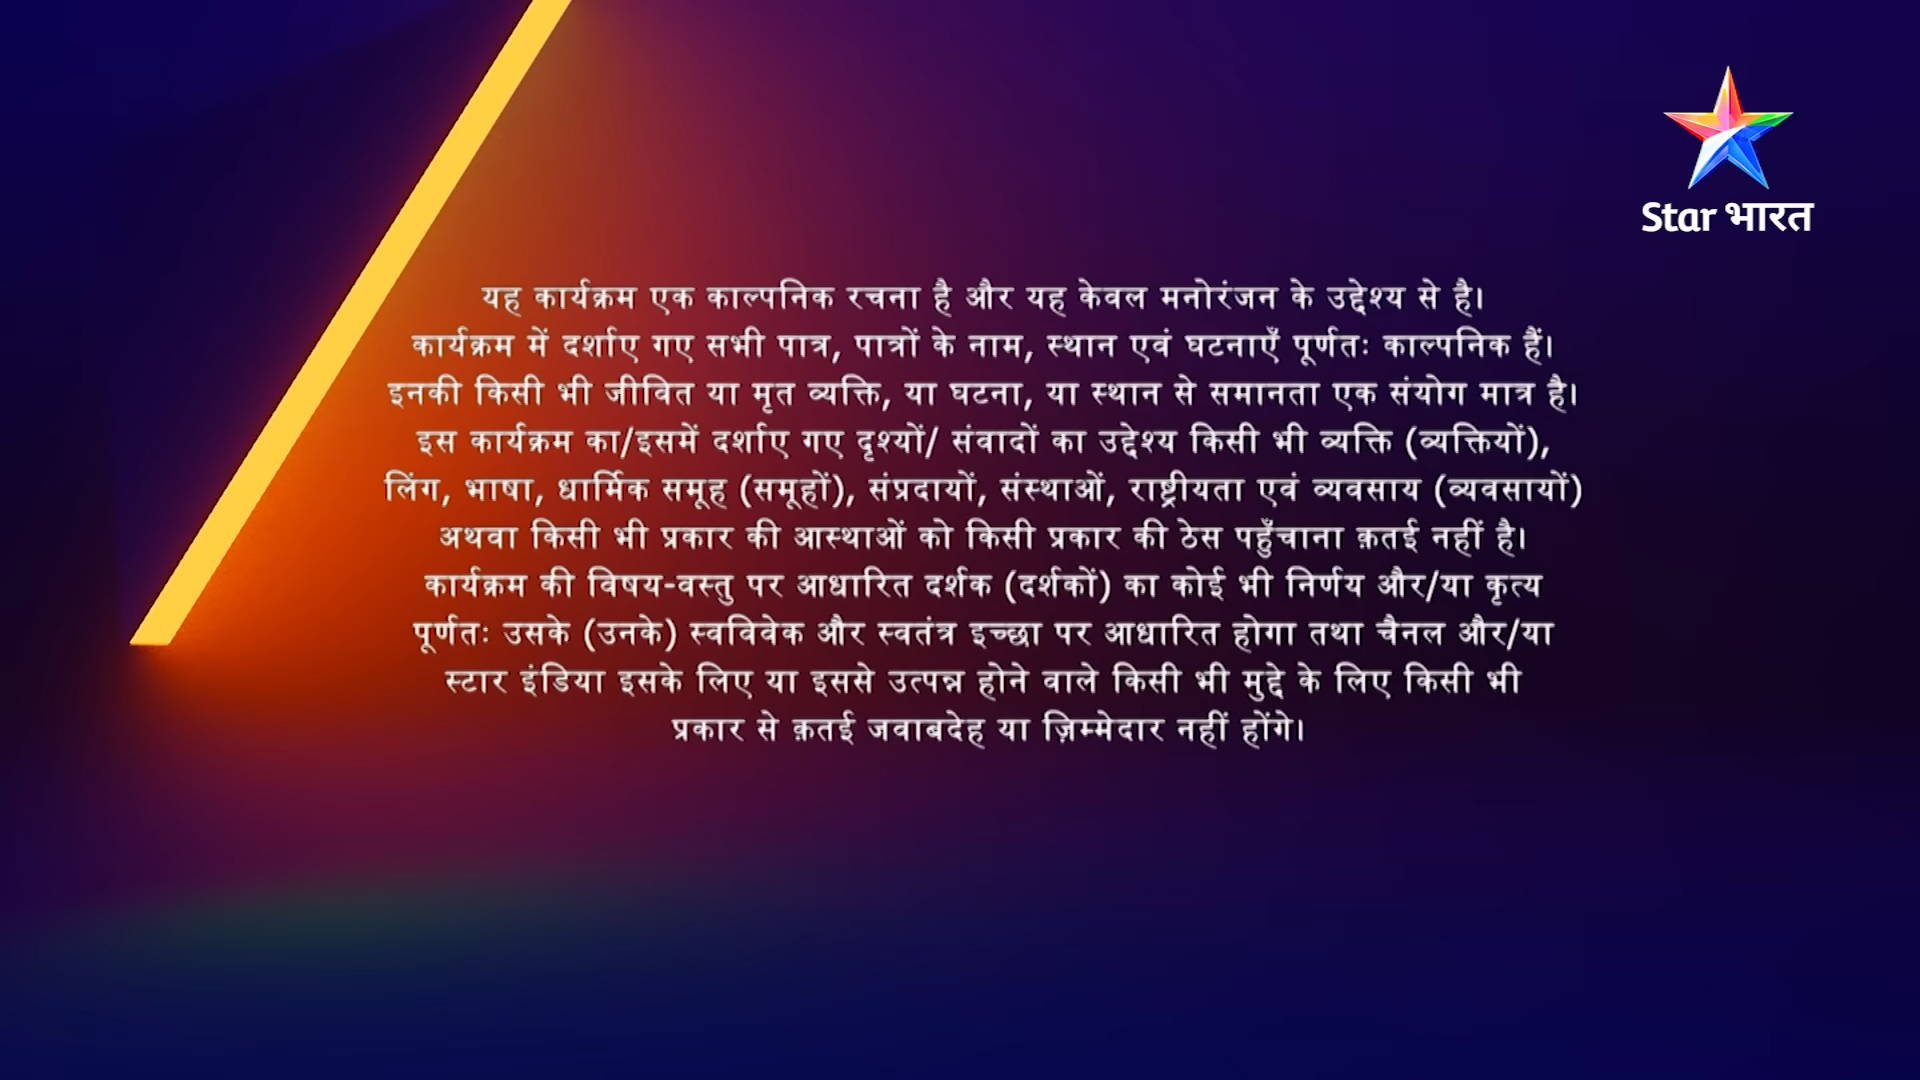 Star भारत
यह कार्यक्रम एक काल्पनिक रचना है और यह केवल मनोरंजन के उद्देश्य से है।
कार्यक्रम में दर्शाए गए सभी पात्र, पात्रों के नाम, स्थान एवं घटनाएँ पूर्णतः काल्पनिक हैं।
इनकी किसी भी जीवित या मृत व्यक्ति, या घटना, या स्थान से समानता एक संयोग मात्र है।
इस कार्यक्रम का/इसमें दर्शाए गए दृश्यों/ संवादों का उद्देश्य किसी भी व्यक्ति (व्यक्तियों),
लिंग, भाषा, धार्मिक समूह (समूहों), संप्रदायों, संस्थाओं, राष्ट्रीयता एवं व्यवसाय (व्यवसायों)
अथवा किसी भी प्रकार की आस्थाओं को किसी प्रकार की ठेस पहुँचाना क़तई नहीं है।
कार्यक्रम की विषय-वस्तु पर आधारित दर्शक (दर्शकों) का कोई भी निर्णय और/या कृत्य
पूर्णतः उसके (उनके) स्वविवेक और स्वतंत्र इच्छा पर आधारित होगा तथा चैनल और/या
स्टार इंडिया इसके लिए या इससे उत्पन्न होने वाले किसी भी मुद्दे के लिए किसी भी
प्रकार से क़तई जवाबदेह या ज़िम्मेदार नहीं होंगे।